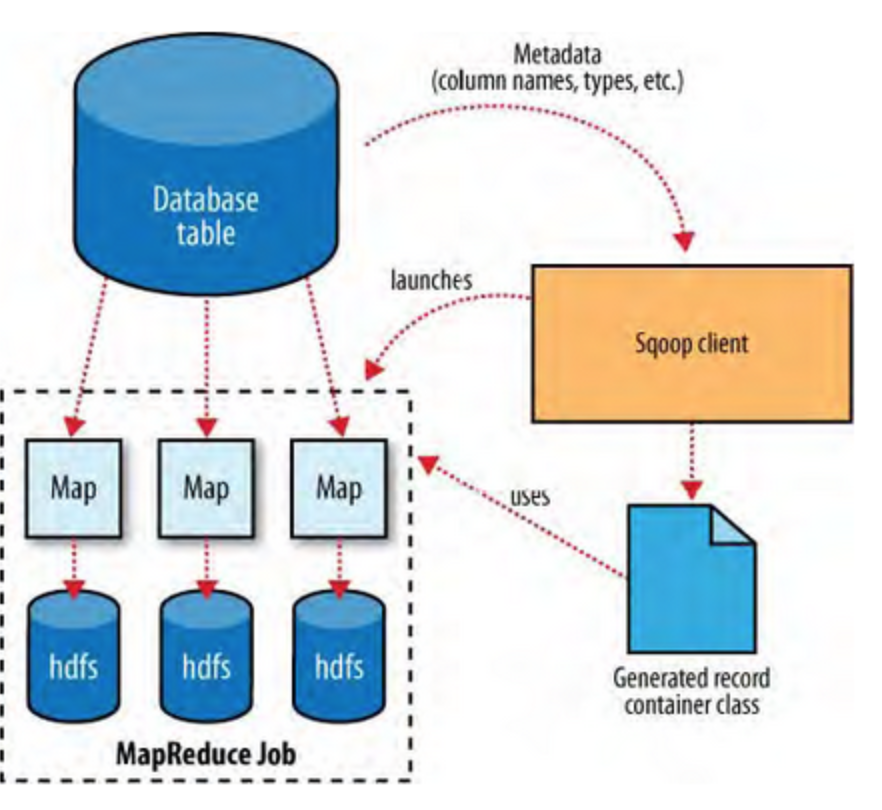 Metadata
(column names, types, etc.)
Database
table
launches
Sqoop client
Map
Map
Map
uses
hdfs
hdfs
hdfs
Generated record
container class
MapReduce Job